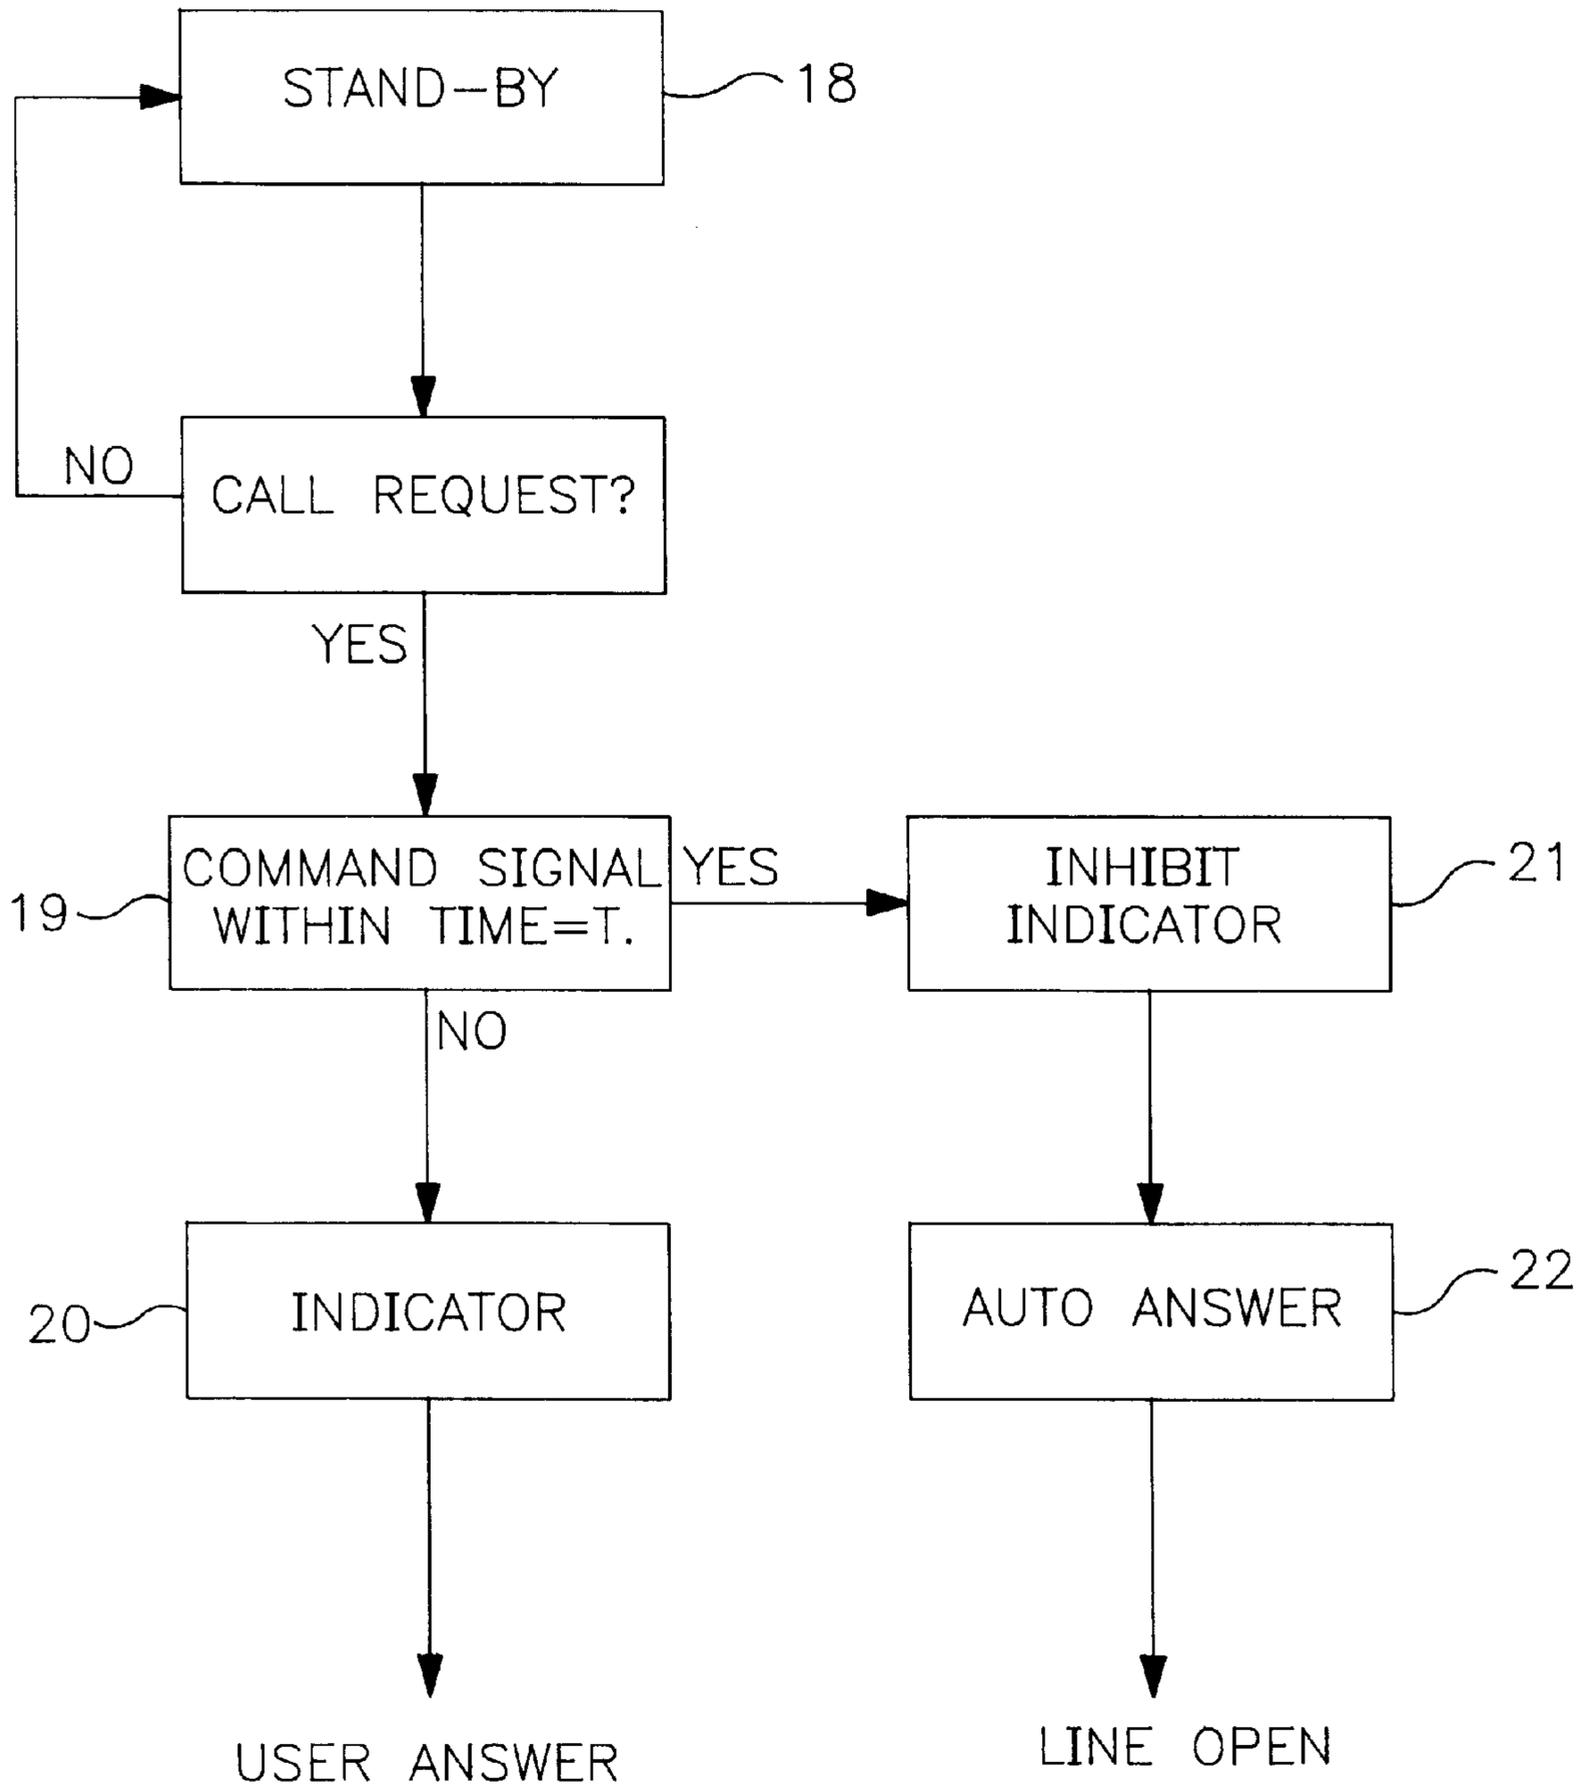 STAND-BY
18
NO
CALL REQUEST?
YES
COMMAND SIGNAL
WITHIN TIME=T.
19
YES
INHIBIT
INDICATOR
21
NO
INDICATOR
20
AUTO ANSWER
22
USER ANSWER
LINE OPEN